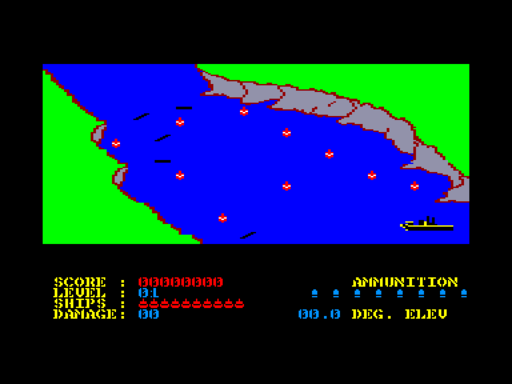 SCORE : 00000000 AMMUNITION
LEVEL : 01
SHIPS :
DAMAGE: 00 00.0 DEG. ELEV